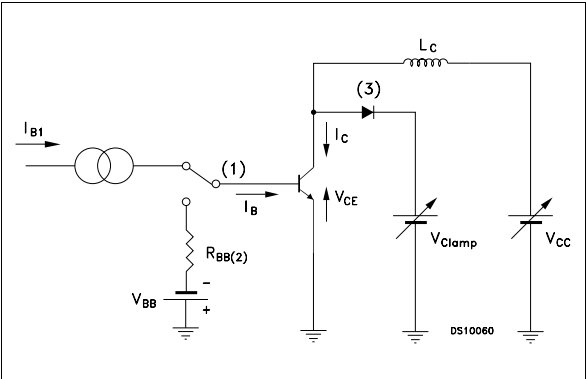 L_C
(3)
I_B1
(1)
I_C
I_B
V_CE
R_BB(2)
V_Clamp
V_CC
-
V_BB
+
DS10060